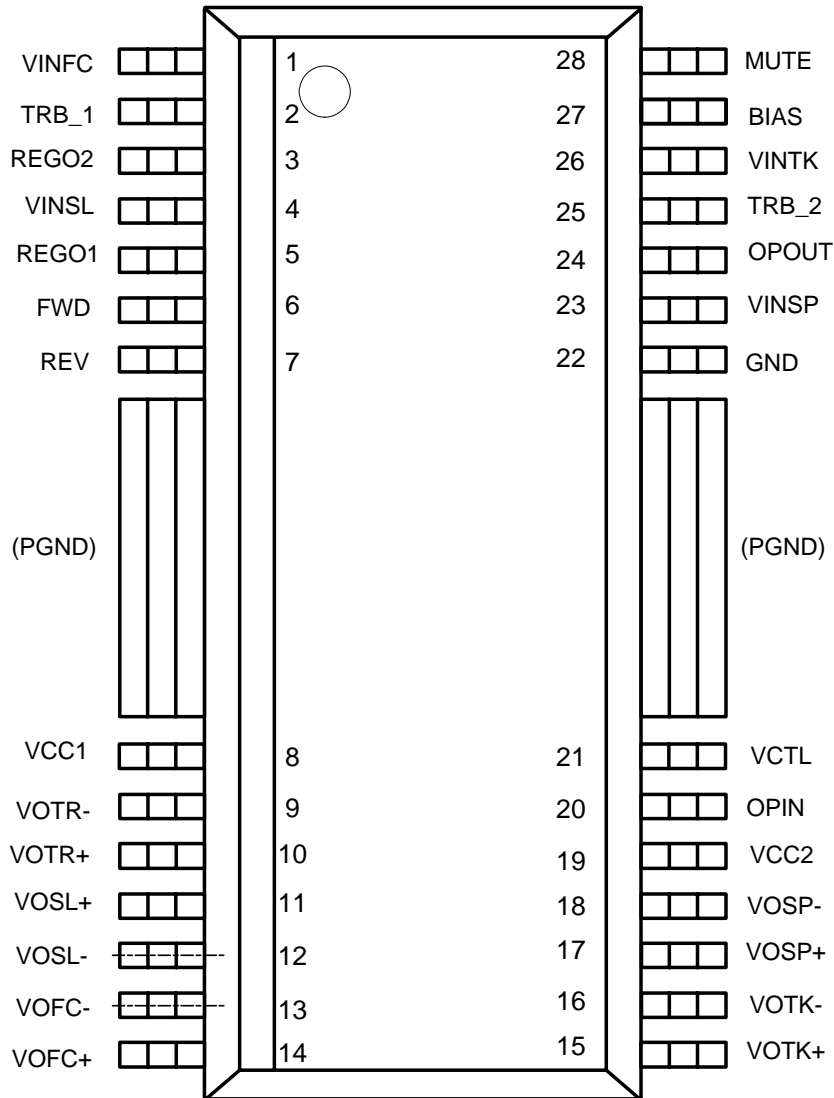 VINFC 1 28 MUTE
TRB_1 2 27 BIAS
REGO2 3 26 VINTK
VINSL 4 25 TRB_2
REGO1 5 24 OPOUT
FWD 6 23 VINSP
REV 7 22 GND
(PGND) (PGND)
VCC1 8 21 VCTL
VOTR- 9 20 OPIN
VOTR+ 10 19 VCC2
VOSL+ 11 18 VOSP-
VOSL- 12 17 VOSP+
VOFC- 13 16 VOTK-
VOFC+ 14 15 VOTK+